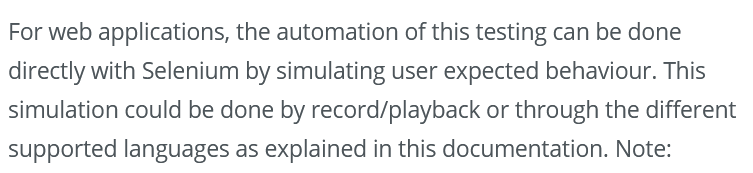 For web applications, the automation of this testing can be done
directly with Selenium by simulating user expected behaviour. This
simulation could be done by record/playback or through the different
supported languages as explained in this documentation. Note: